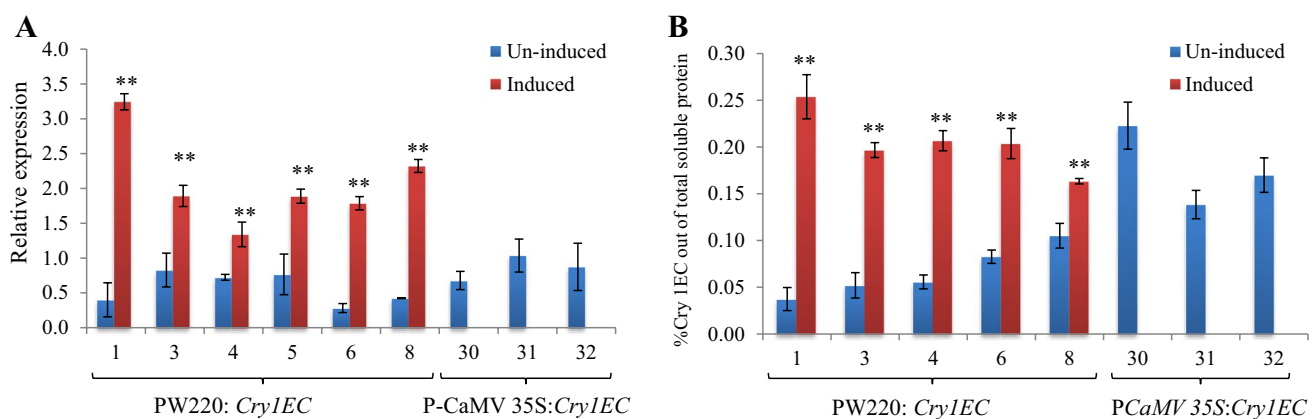 A
4.0
3.5
3.0
2.5
2.0
1.5
1.0
0.5
0.0
Relative expression
Un-induced
Induced
**
**
**
**
**
**
1 3 4 5 6 8 30 31 32
PW220: Cry1EC P-CaMV 35S:Cry1EC
B
0.30
0.25
0.20
0.15
0.10
0.05
0.00
%Cry 1EC out of total soluble protein
Un-induced
Induced
**
**
**
**
**
1 3 4 6 8 30 31 32
PW220: Cry1EC PCaMV 35S:Cry1EC